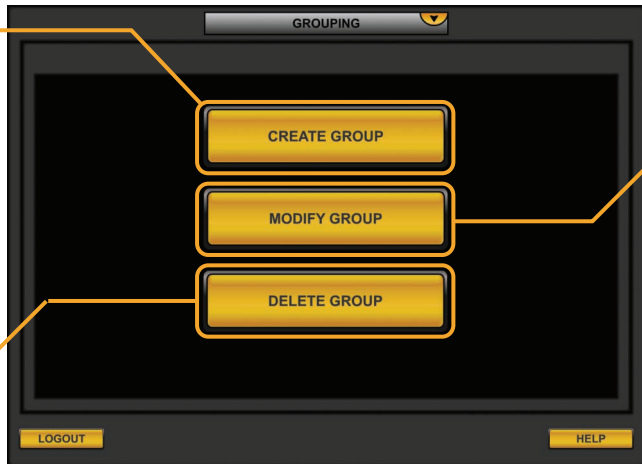 GROUPING
CREATE GROUP
MODIFY GROUP
DELETE GROUP
LOGOUT
HELP